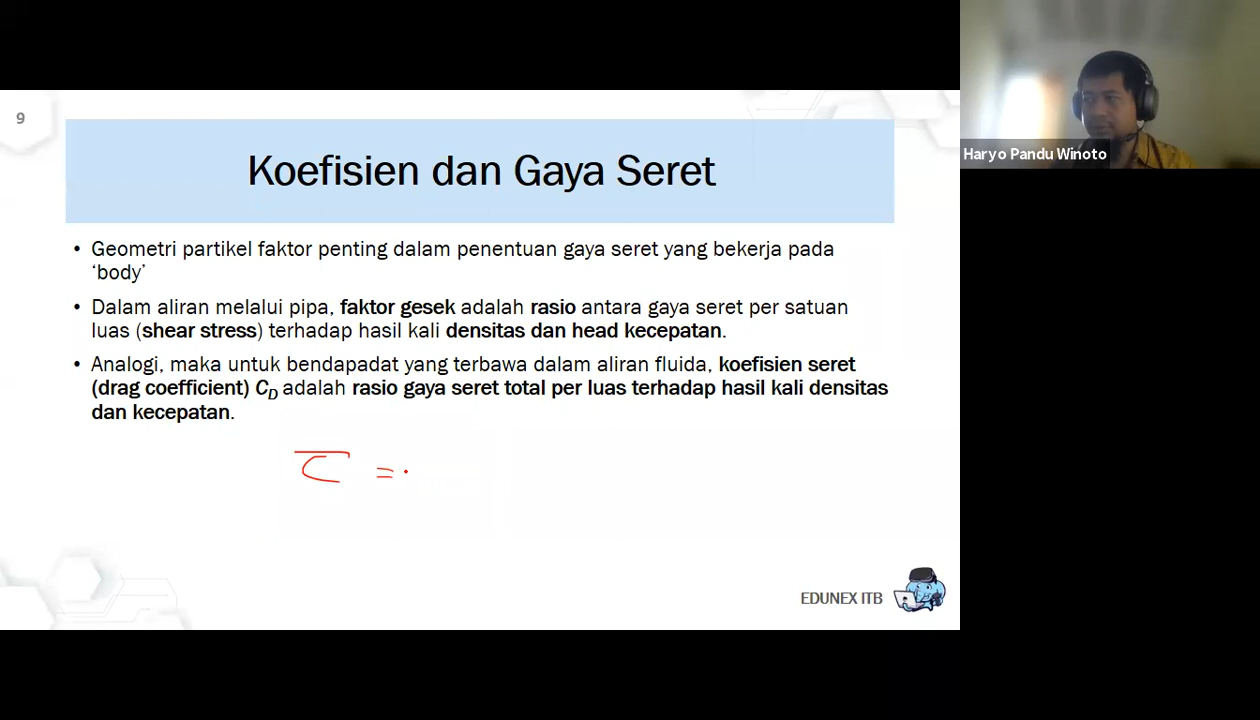 9
Koefisien dan Gaya Seret
• Geometri partikel faktor penting dalam penentuan gaya seret yang bekerja pada
‘body’
• Dalam aliran melalui pipa, faktor gesek adalah rasio antara gaya seret per satuan
luas (shear stress) terhadap hasil kali densitas dan head kecepatan.
• Analogi, maka untuk bendapadat yang terbawa dalam aliran fluida, koefisien seret
(drag coefficient) C_D adalah rasio gaya seret total per luas terhadap hasil kali densitas
dan kecepatan.
=
EDUNEX ITB
Haryo Pandu Winoto